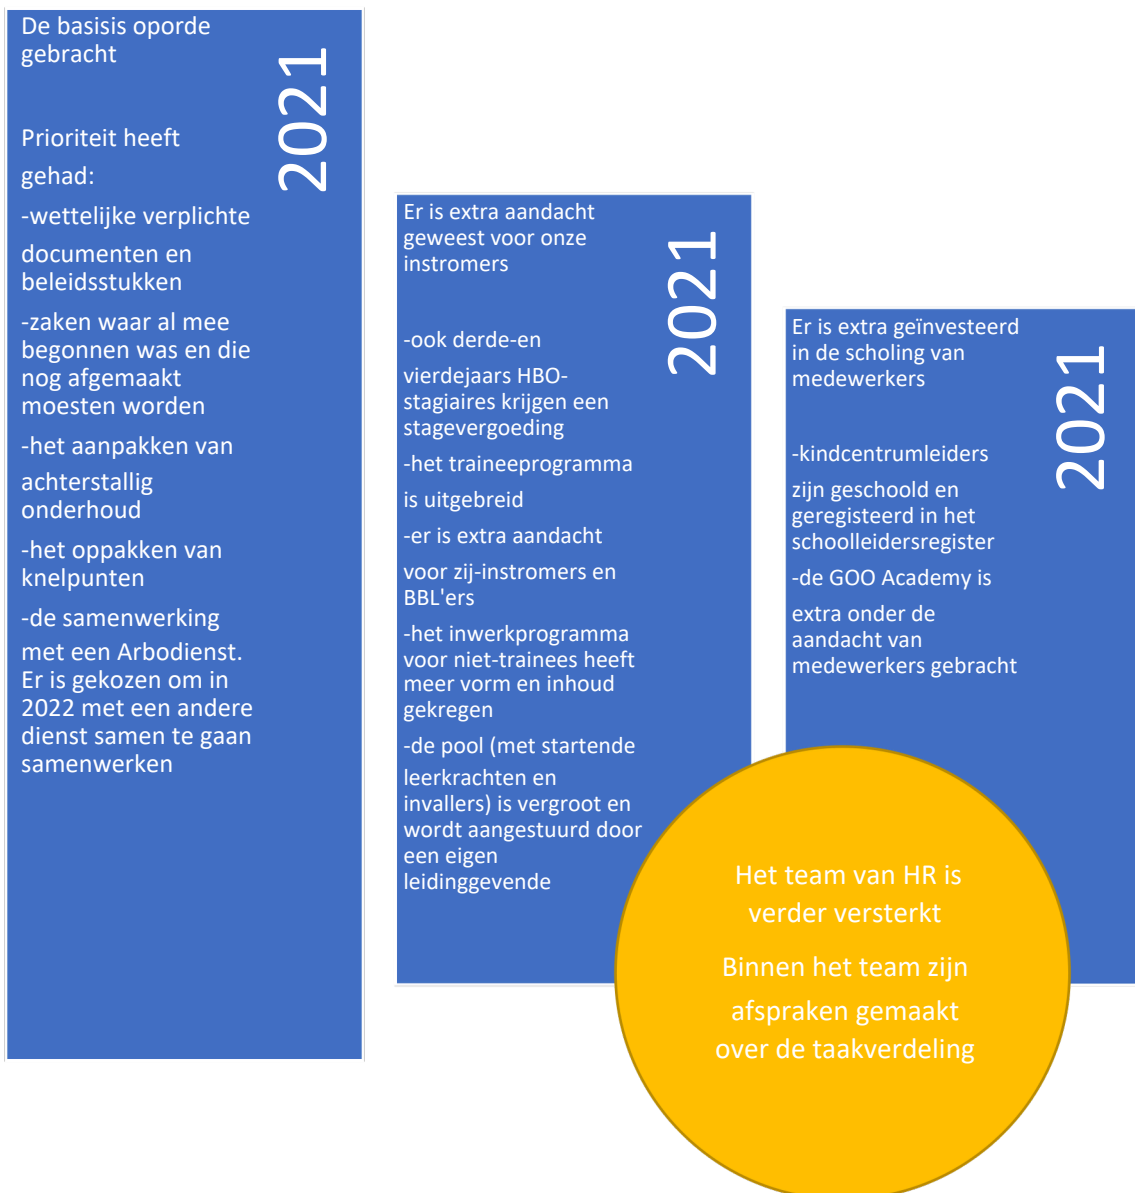 De basisis oporde
gebracht
2021
Prioriteit heeft
gehad:
-wettelijke verplichte
documenten en
beleidsstukken
-zaken waar al mee
begonnen was en die
nog afgemaakt
moesten worden
-het aanpakken van
achterstallig
onderhoud
-het oppakken van
knelpunten
-de samenwerking
met een Arbodienst.
Er is gekozen om in
2022 met een andere
dienst samen te gaan
samenwerken
Er is extra aandacht
geweest voor onze
instromers
2021
-ook derde-en
vierdejaars HBO-
stagiaires krijgen een
stagevergoeding
-het traineeprogramma
is uitgebreid
-er is extra aandacht
voor zij-instromers en
BBL'ers
-het inwerkprogramma
voor niet-trainees heeft
meer vorm en inhoud
gekregen
-de pool (met startende
leerkrachten en
invallers) is vergroot en
wordt aangestuurd door
een eigen
leidinggevende
Er is extra geïnvesteerd
in de scholing van
medewerkers
2021
-kindcentrumleiders
zijn geschoold en
geregisteerd in het
schoolleidersregister
-de GOO Academy is
extra onder de
aandacht van
medewerkers gebracht
Het team van HR is
verder versterkt
Binnen het team zijn
afspraken gemaakt
over de taakverdeling